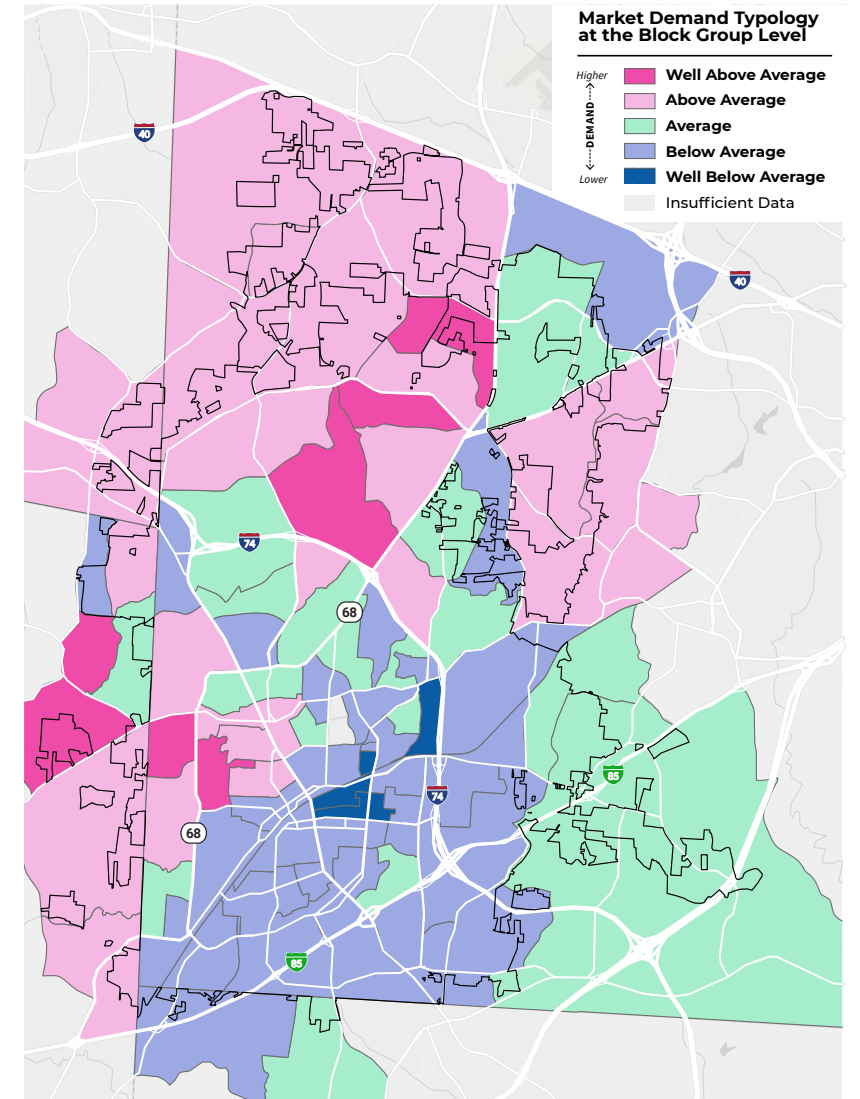 Market Demand Typology
at the Block Group Level
Higher
DEMAND
Lower
Well Above Average
Above Average
Average
Below Average
Well Below Average
Insufficient Data
40
40
74
68
85
74
68
85